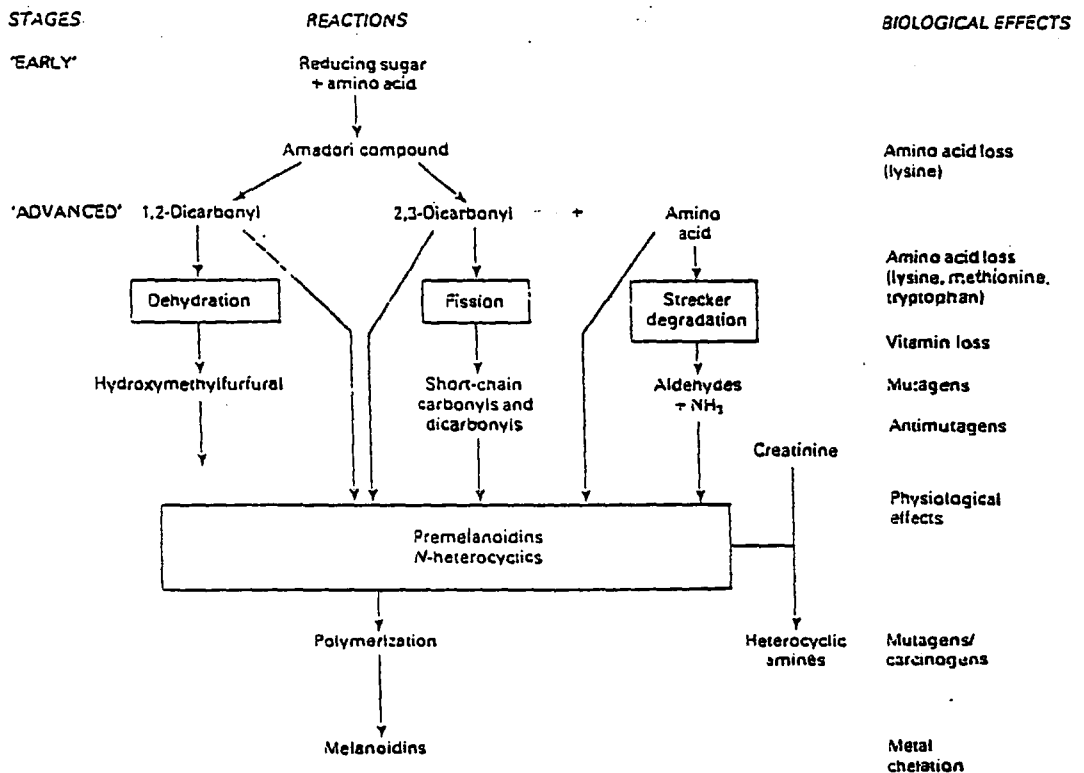 STAGES
REACTIONS
BIOLOGICAL EFFECTS
'EARLY'
Reducing sugar
+ amino acid
Amadori compound
Amino acid loss
(lysine)
'ADVANCED'
1,2-Dicarbonyl
2,3-Dicarbonyl
+
Amino
acid
Amino acid loss
(lysine, methionine,
tryptophan)
Dehydration
Fission
Strecker
degradation
Vitamin loss
Hydroxymethylfurfural
Short-chain
carbonyls and
dicarbonyls
Aldehydes
+ NH₃
Mutagens
Antimutagens
Creatinine
Physiological
effects
Premelanoidins
N-heterocyclics
Polymerization
Heterocyclic
amines
Mutagens/
carcinogens
Melanoidins
Metal
chelation